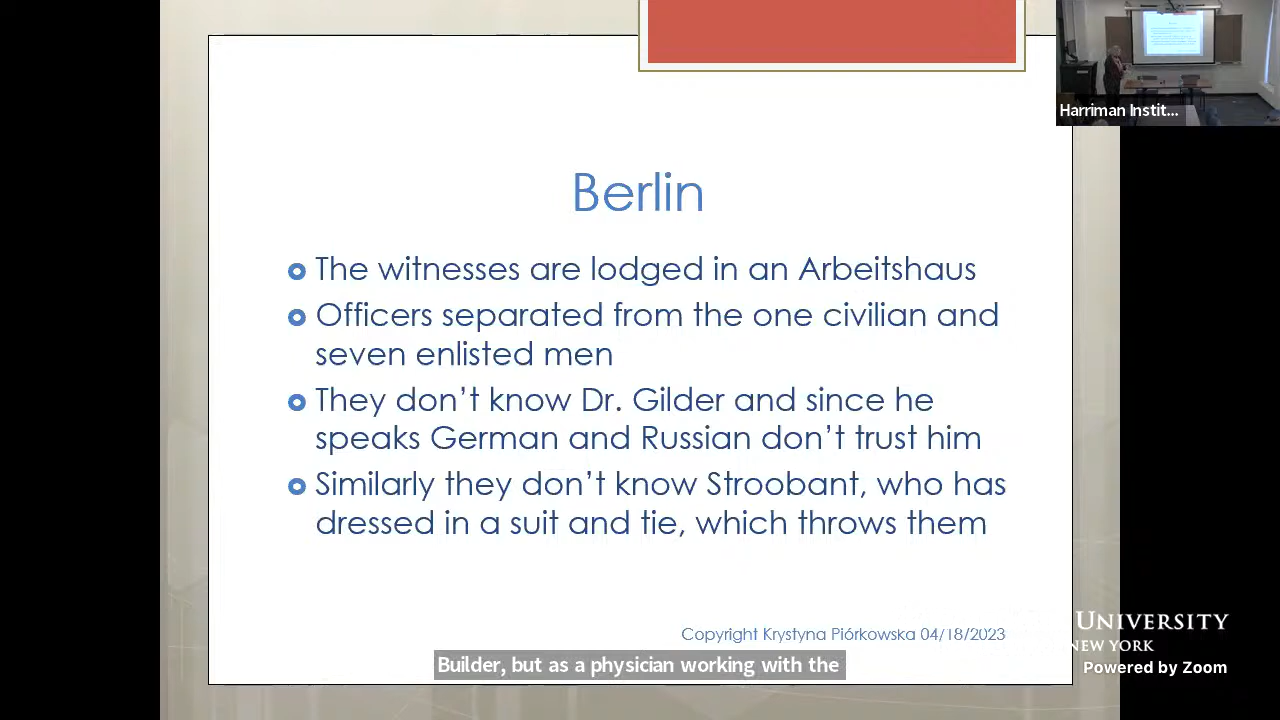 Harriman Instit...
Berlin
The witnesses are lodged in an Arbeitshaus
Officers separated from the one civilian and
seven enlisted men
They don't know Dr. Gilder and since he
speaks German and Russian don't trust him
Similarly they don't know Stroobant, who has
dressed in a suit and tie, which throws them
Copyright Krystyna Piórkowska 04/18/2023
UNIVERSITY
NEW YORK
Builder, but as a physician working with the
Powered by Zoom